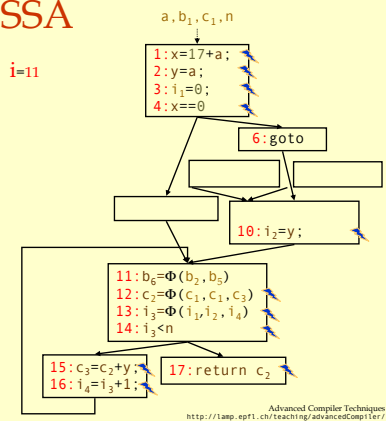 SSA
a,b₁,c₁,n
i=11
1:x=17+a;
2:y=a;
3:i₁=0;
4:x==0
6:goto
10:i₂=y;
11:b₆=Φ(b₂,b₅)
12:c₂=Φ(c₁,c₁,c₃)
13:i₃=Φ(i₁,i₂,i₄)
14:i₃<n
15:c₃=c₂+y;
16:i₄=i₃+1;
17:return c₂
Advanced Compiler Techniques
http://lamp.epfl.ch/teaching/advancedCompiler/